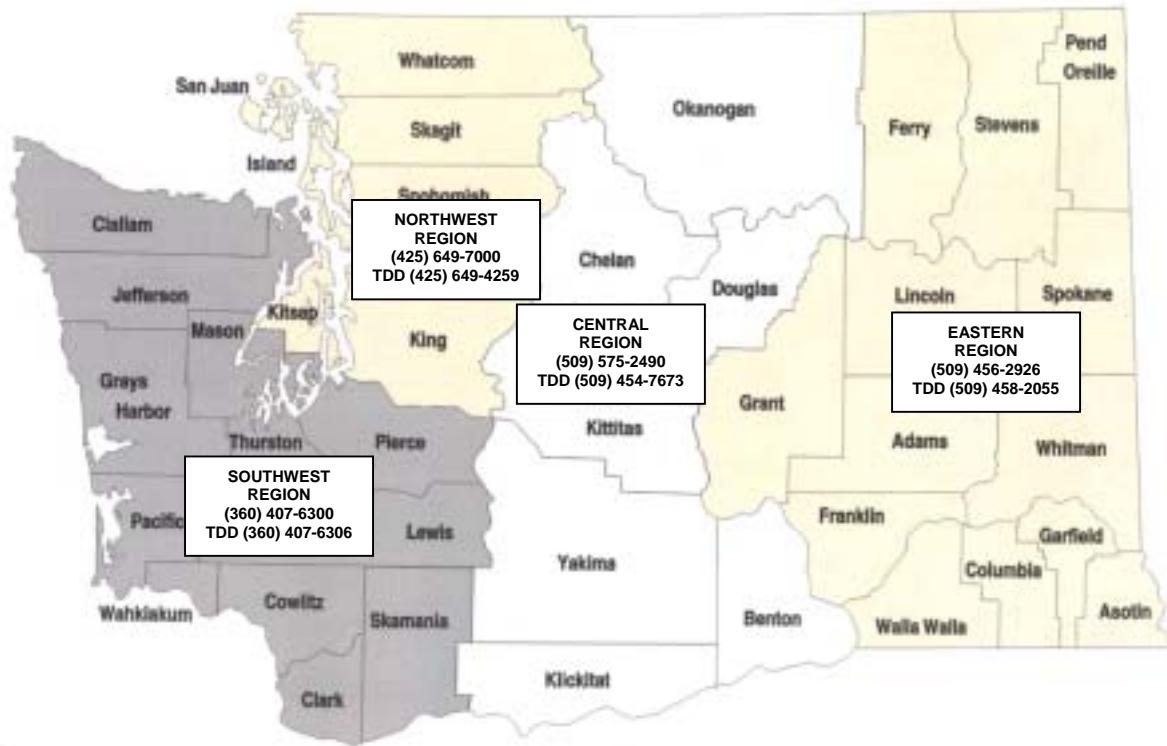 Whatcom
San Juan
Skagit
Island
Snohomish
Okanogan
Ferry
Stevens
Pend
Oreille
Clallam
Jefferson
Mason
Kitsap
King
Grays
Harbor
Thurston
Pierce
Pacific
Lewis
Wahkiakum
Cowlitz
Skamania
Clark
Chelan
Douglas
Kittitas
Yakima
Benton
Klickitat
Lincoln
Spokane
Grant
Adams
Whitman
Franklin
Garfield
Columbia
Walla Walla
Asotin
NORTHWEST
REGION
(425) 649-7000
TDD (425) 649-4259
CENTRAL
REGION
(509) 575-2490
TDD (509) 454-7673
EASTERN
REGION
(509) 456-2926
TDD (509) 458-2055
SOUTHWEST
REGION
(360) 407-6300
TDD (360) 407-6306